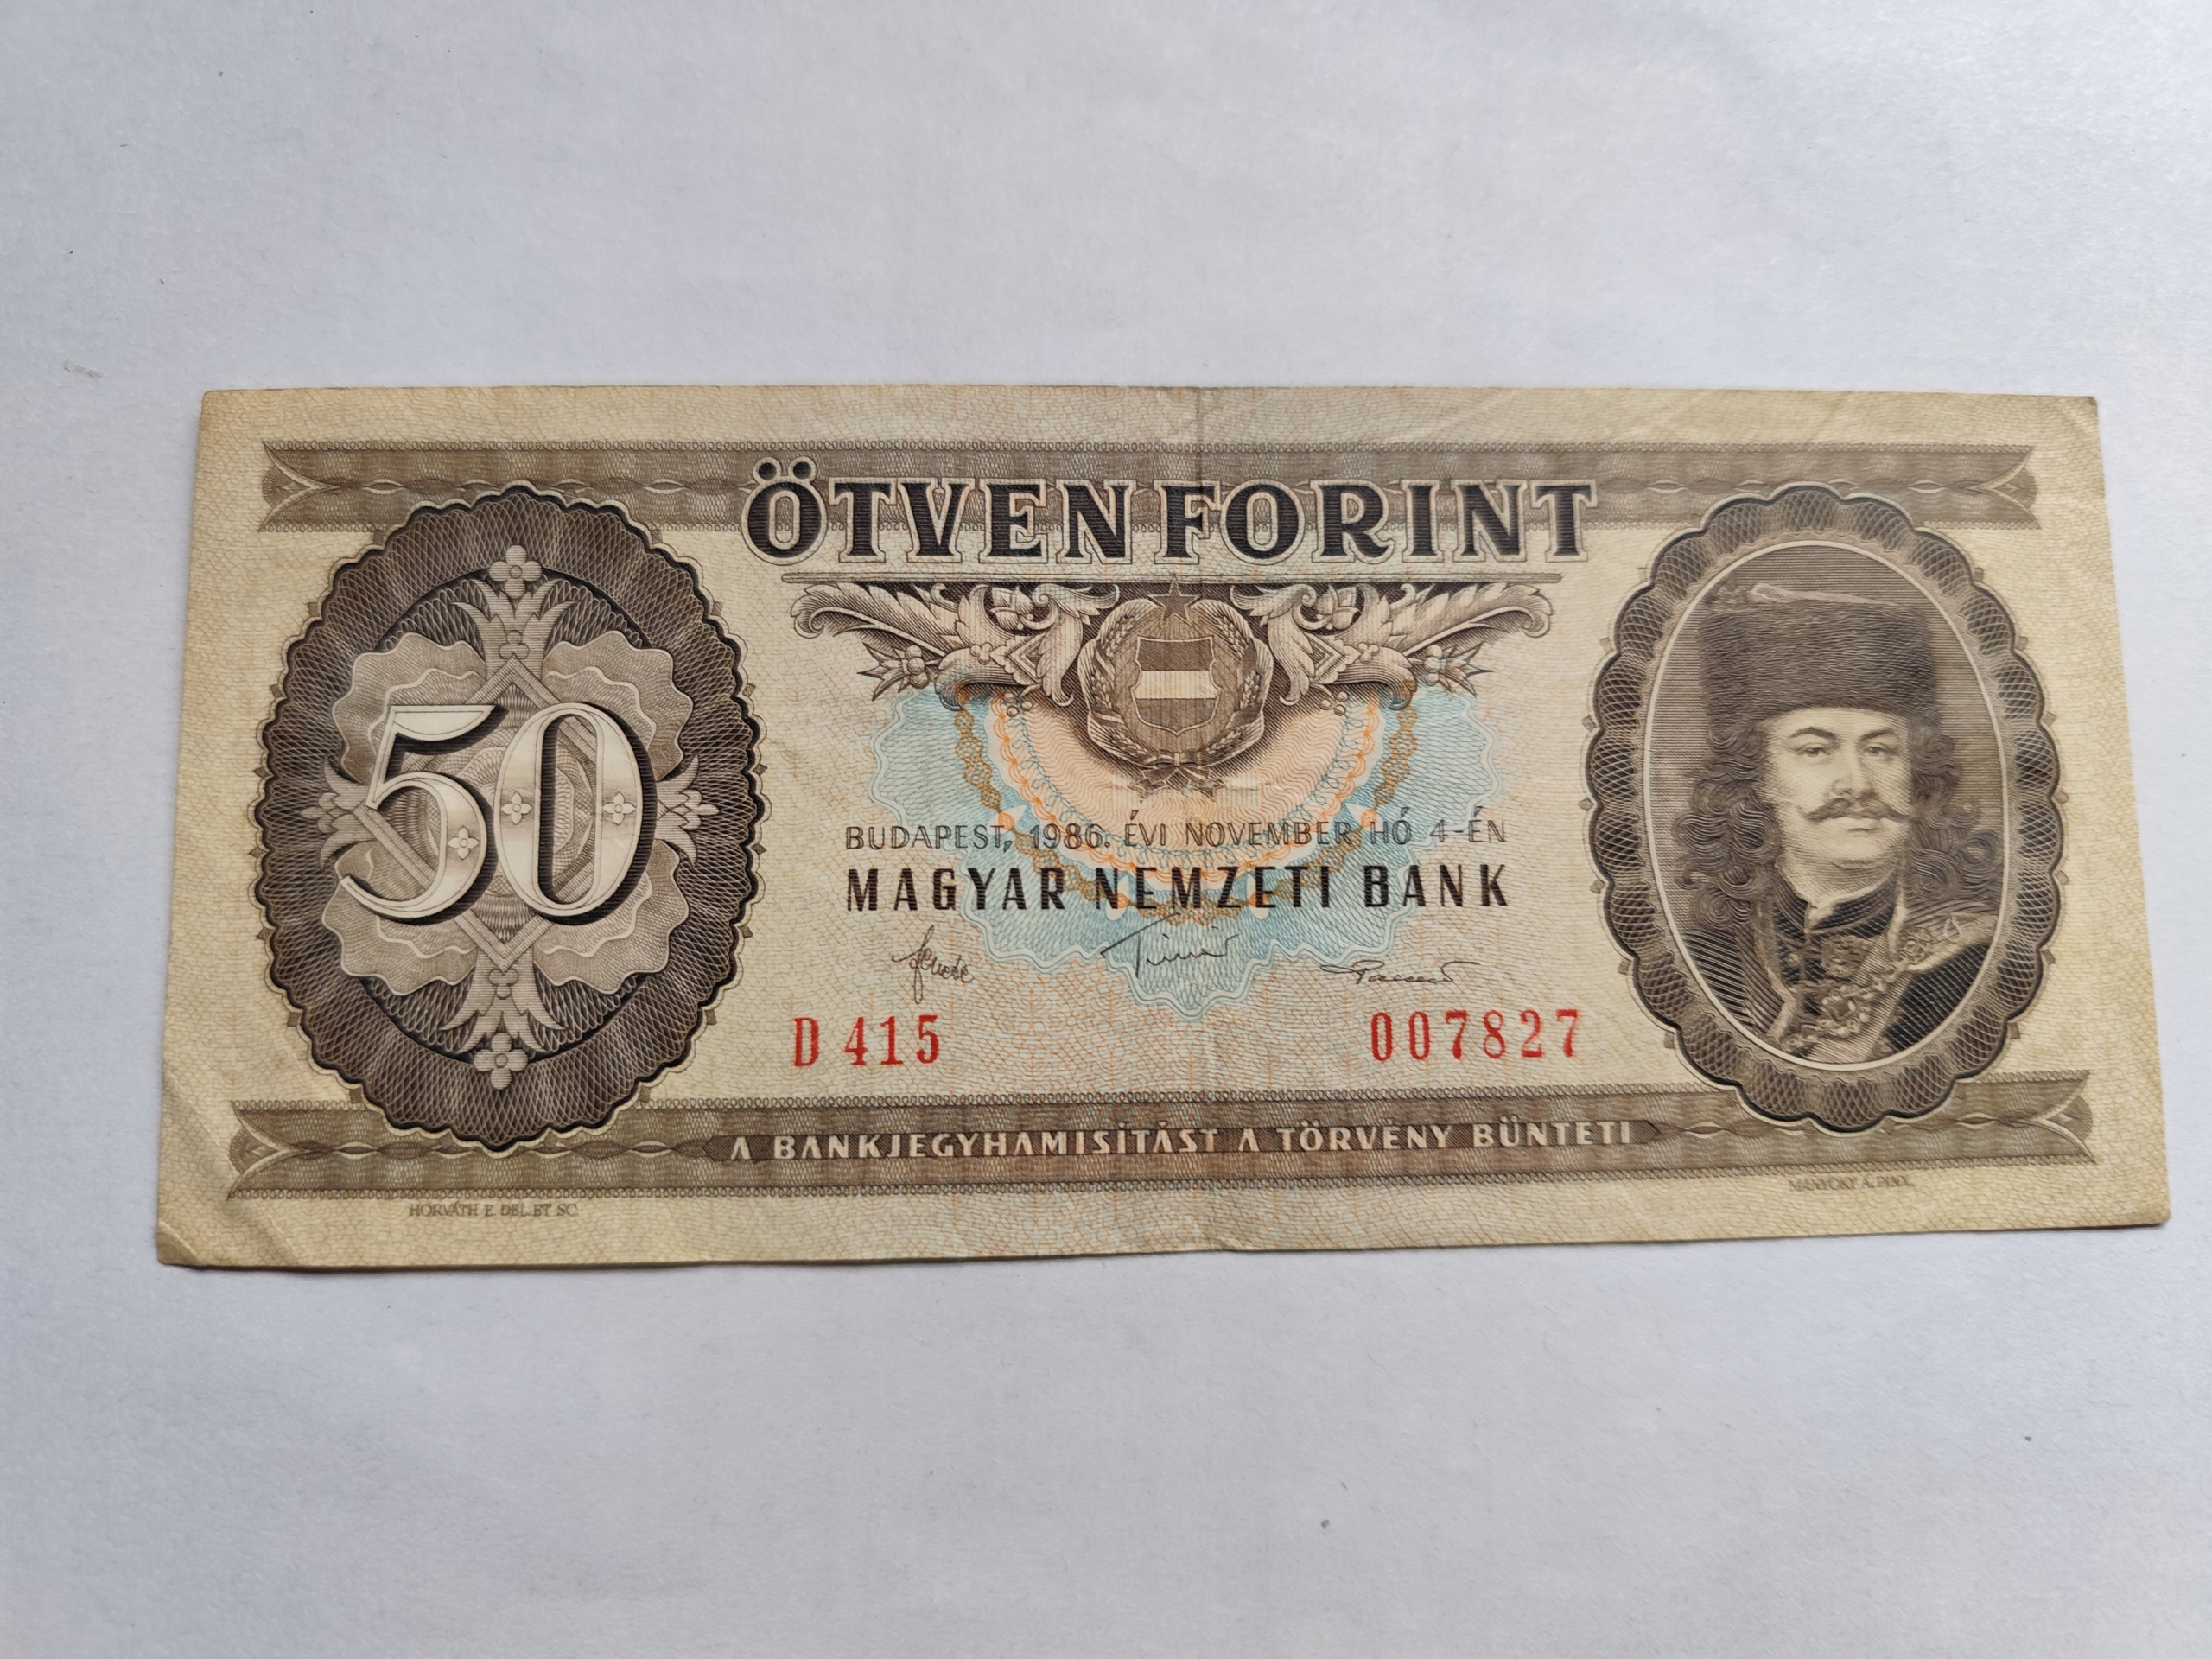 ÖTVEN FORINT
50
BUDAPEST, 1986. ÉVI NOVEMBER HÓ 4-ÉN
MAGYAR NEMZETI BANK
D 415 007827
A BANKJEGYHAMISÍTÁST A TÖRVÉNY BÜNTETI
HORVÁTH E. DEL. ET SC. MÁNYOKY Á. PINX.